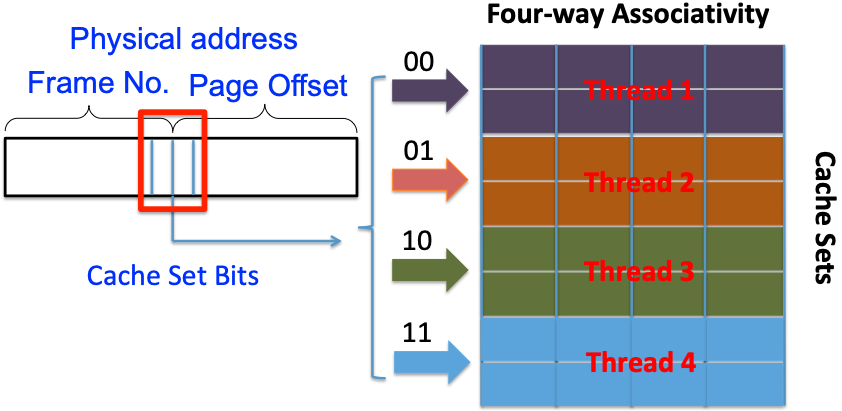 Four-way Associativity
Physical address
Frame No.
Page Offset
Cache Set Bits
00
01
10
11
Thread 1
Thread 2
Thread 3
Thread 4
Cache Sets